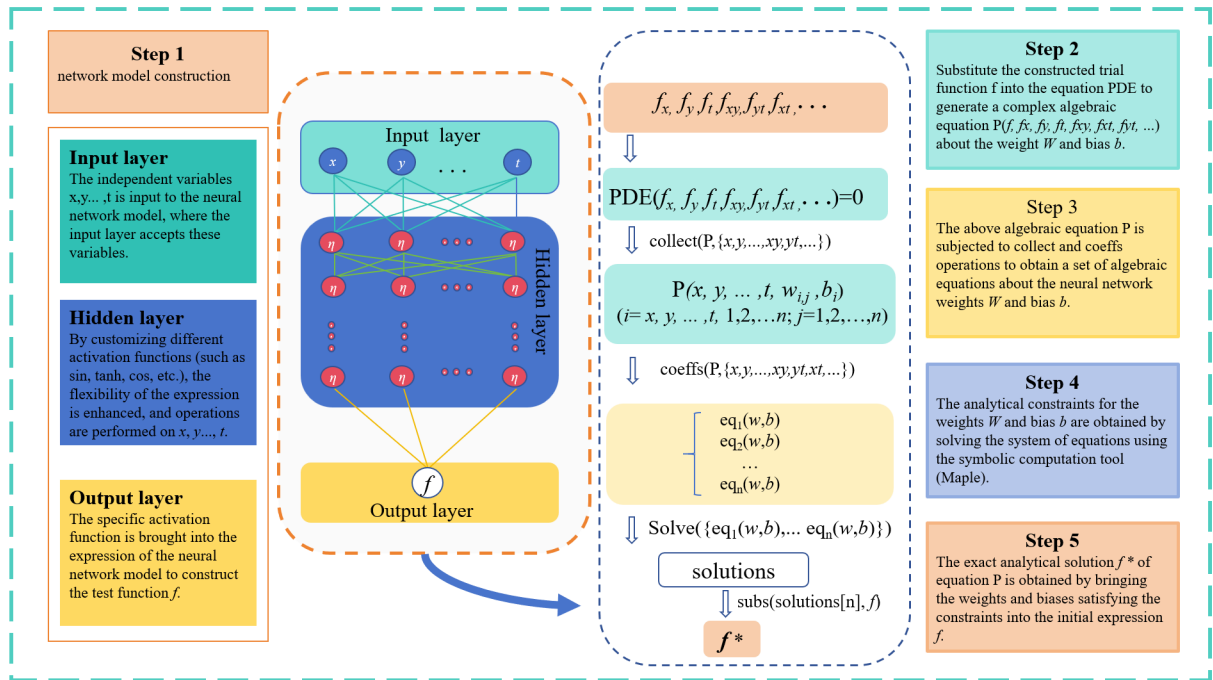 Step 1
network model construction
Input layer
The independent variables
x,y... ,t is input to the neural
network model, where the
input layer accepts these
variables.
Hidden layer
By customizing different
activation functions (such as
sin, tanh, cos, etc.), the
flexibility of the expression
is enhanced, and operations
are performed on x, y..., t.
Output layer
The specific activation
function is brought into the
expression of the neural
network model to construct
the test function f.
Input layer
x y . . . t
η η η
η η η
η η η
Hidden layer
f
Output layer
fx, fy, ft, fxy, fyt, fxt, . . .
PDE(fx, fy, ft, fxy, fyt, fxt, . . .)=0
collect(P,{x,y,...,xy,yt,...})
P(x, y, ... ,t, wi,j ,bi)
(i= x, y, ... ,t, 1,2,…n; j=1,2,…,n)
coeffs(P,{x,y,...,xy,yt,xt,...})
eq1(w,b)
eq2(w,b)
…
eqn(w,b)
Solve({eq1(w,b),... eqn(w,b)})
solutions
subs(solutions[n], f)
f*
Step 2
Substitute the constructed trial
function f into the equation PDE to
generate a complex algebraic
equation P(f, fx, fy, ft, fxy, fxt, fyt, ...)
about the weight W and bias b.
Step 3
The above algebraic equation P is
subjected to collect and coeffs
operations to obtain a set of algebraic
equations about the neural network
weights W and bias b.
Step 4
The analytical constraints for the
weights W and bias b are obtained by
solving the system of equations using
the symbolic computation tool
(Maple).
Step 5
The exact analytical solution f * of
equation P is obtained by bringing
the weights and biases satisfying the
constraints into the initial expression
f.